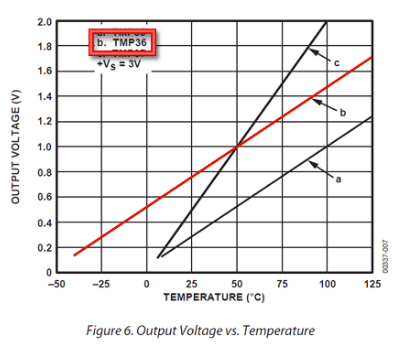 2.0
1.8
b. TMP36
+VS = 3V
c
1.6
1.4
b
1.2
1.0
0.8
a
0.6
0.4
0.2
0
OUTPUT VOLTAGE (V)
–50 –25 0 25 50 75 100 125
TEMPERATURE (°C)
00337-007
Figure 6. Output Voltage vs. Temperature